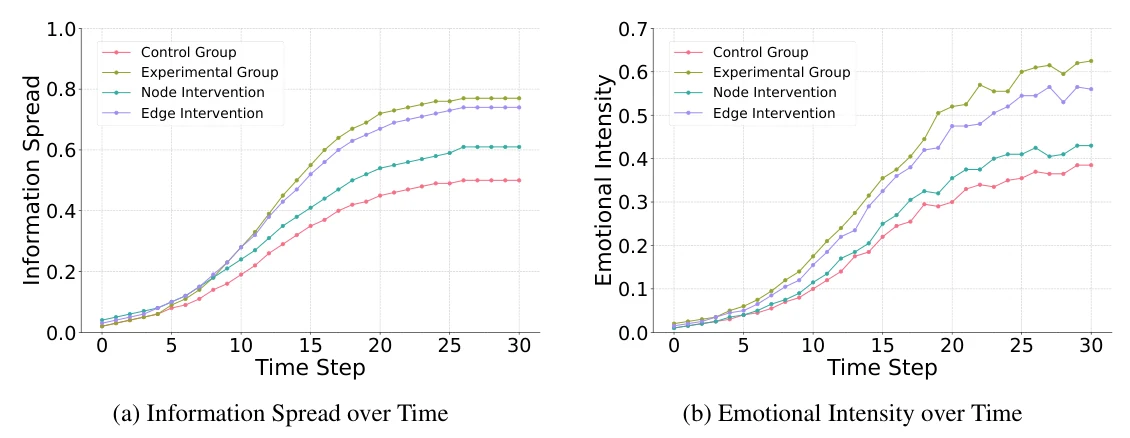 1.0
0.8
0.6
0.4
0.2
0.0
Information Spread
Control Group
Experimental Group
Node Intervention
Edge Intervention
0 5 10 15 20 25 30
Time Step
(a) Information Spread over Time
0.7
0.6
0.5
0.4
0.3
0.2
0.1
0.0
Emotional Intensity
Control Group
Experimental Group
Node Intervention
Edge Intervention
0 5 10 15 20 25 30
Time Step
(b) Emotional Intensity over Time